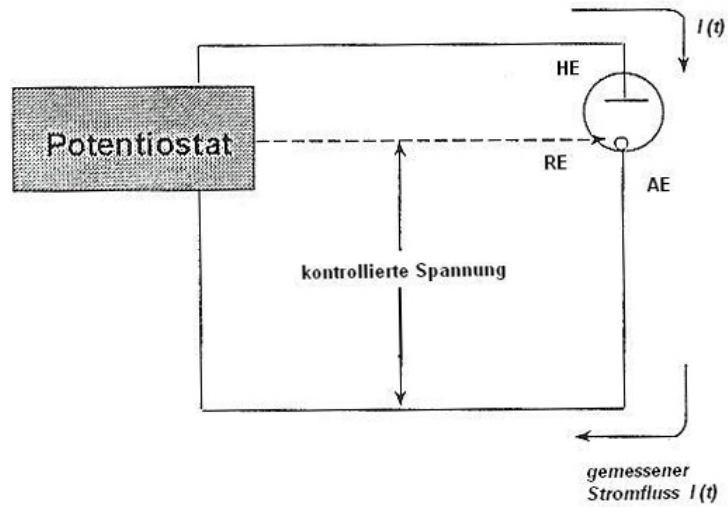 I (t)
HE
Potentiostat
RE
AE
kontrollierte Spannung
gemessener
Stromfluss I (t)